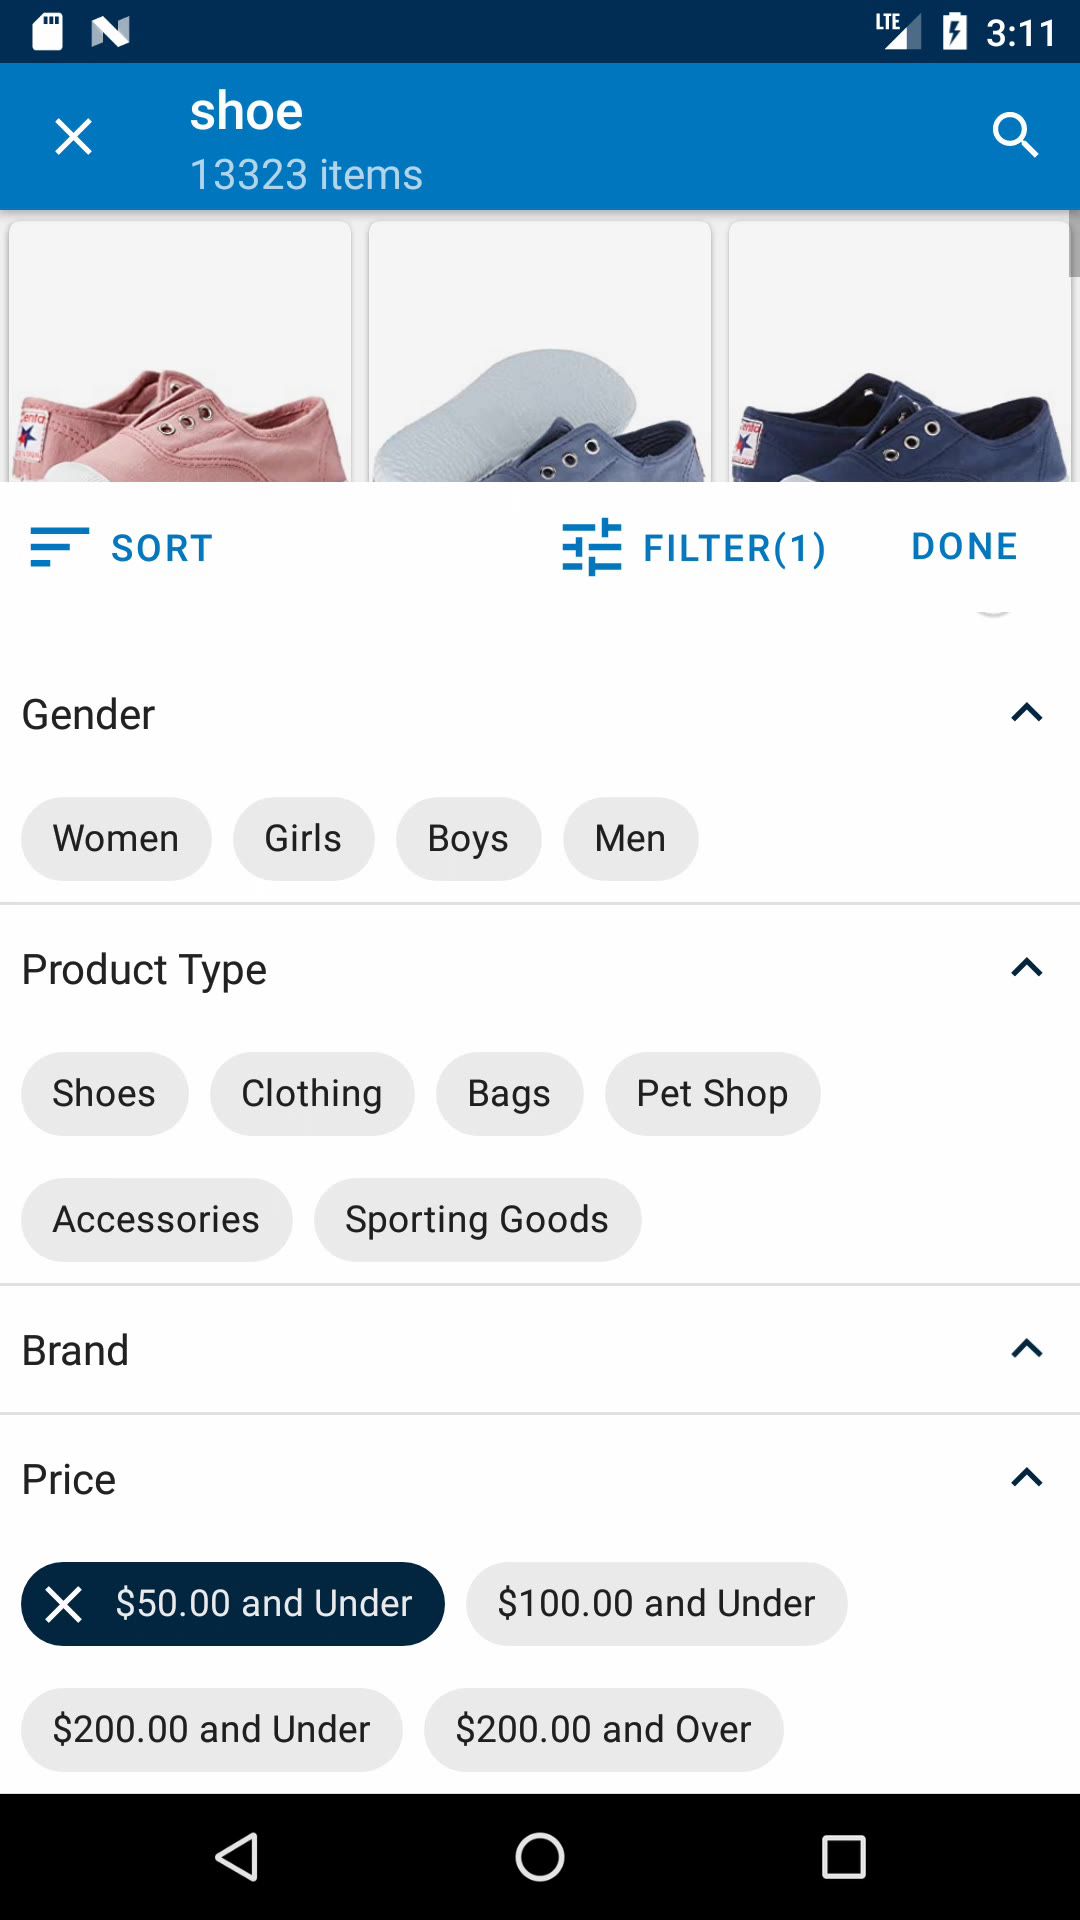 LTE 3:11
shoe
13323 items
SORT FILTER(1) DONE
Gender
Women Girls Boys Men
Product Type
Shoes Clothing Bags Pet Shop
Accessories Sporting Goods
Brand
Price
$50.00 and Under $100.00 and Under
$200.00 and Under $200.00 and Over